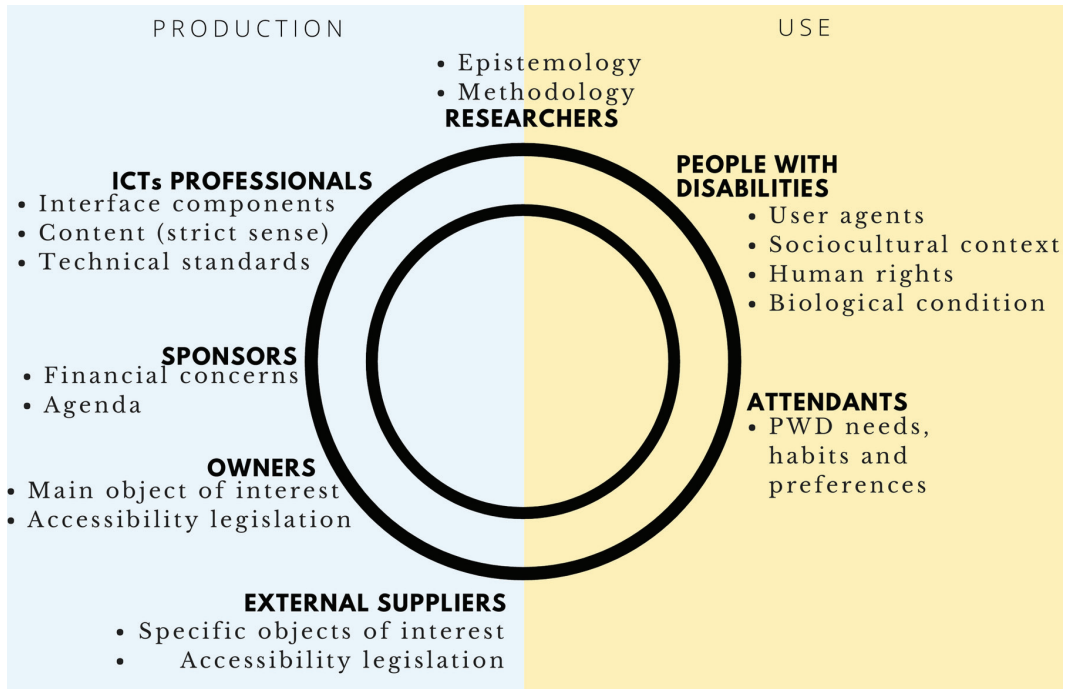 PRODUCTION
USE
• Epistemology
• Methodology
RESEARCHERS
ICTs PROFESSIONALS
• Interface components
• Content (strict sense)
• Technical standards
PEOPLE WITH
DISABILITIES
• User agents
• Sociocultural context
• Human rights
• Biological condition
SPONSORS
• Financial concerns
• Agenda
ATTENDANTS
• PWD needs,
habits and
preferences
OWNERS
• Main object of interest
• Accessibility legislation
EXTERNAL SUPPLIERS
• Specific objects of interest
• Accessibility legislation